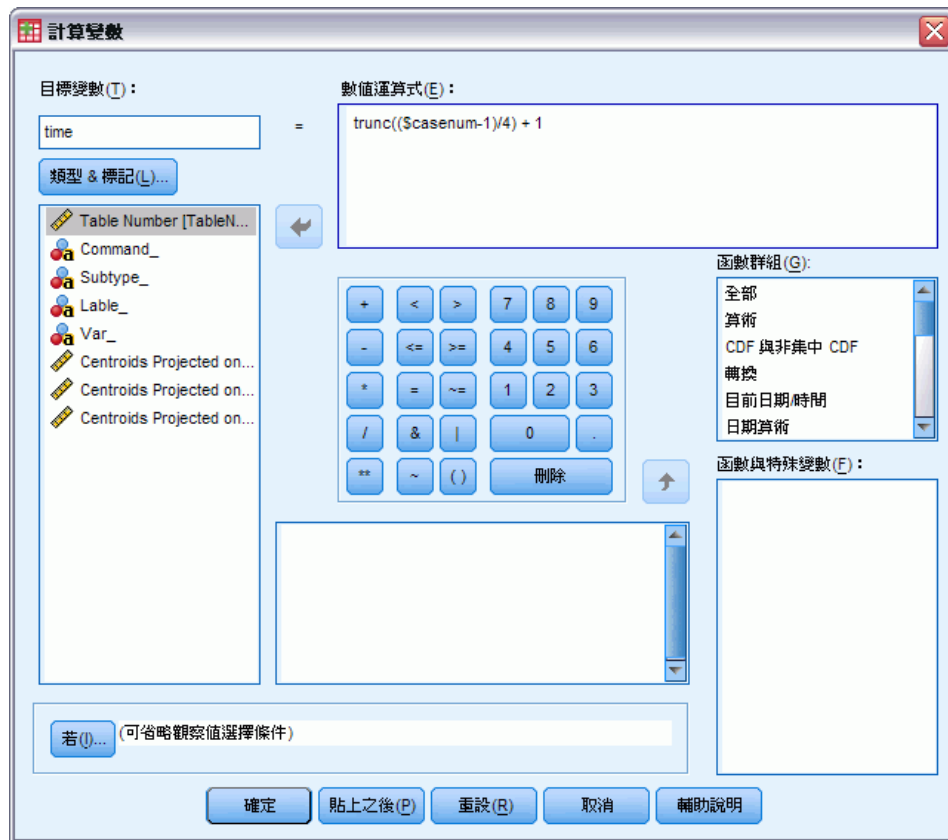 計算變數
目標變數(T)：
time
=
數值運算式(E)：
trunc(($casenum-1)/4) + 1
類型 & 標記(L)...
Table Number [TableN...
Command_
Subtype_
Lable_
Var_
Centroids Projected on...
Centroids Projected on...
Centroids Projected on...
+ < > 7 8 9
- <= >= 4 5 6
* = ~= 1 2 3
/ & | 0 .
** ~ ( ) 刪除
函數群組(G):
全部
算術
CDF 與非集中 CDF
轉換
目前日期/時間
日期算術
函數與特殊變數(F)：
若(I)... (可省略觀察值選擇條件)
確定 貼上之後(P) 重設(R) 取消 輔助說明